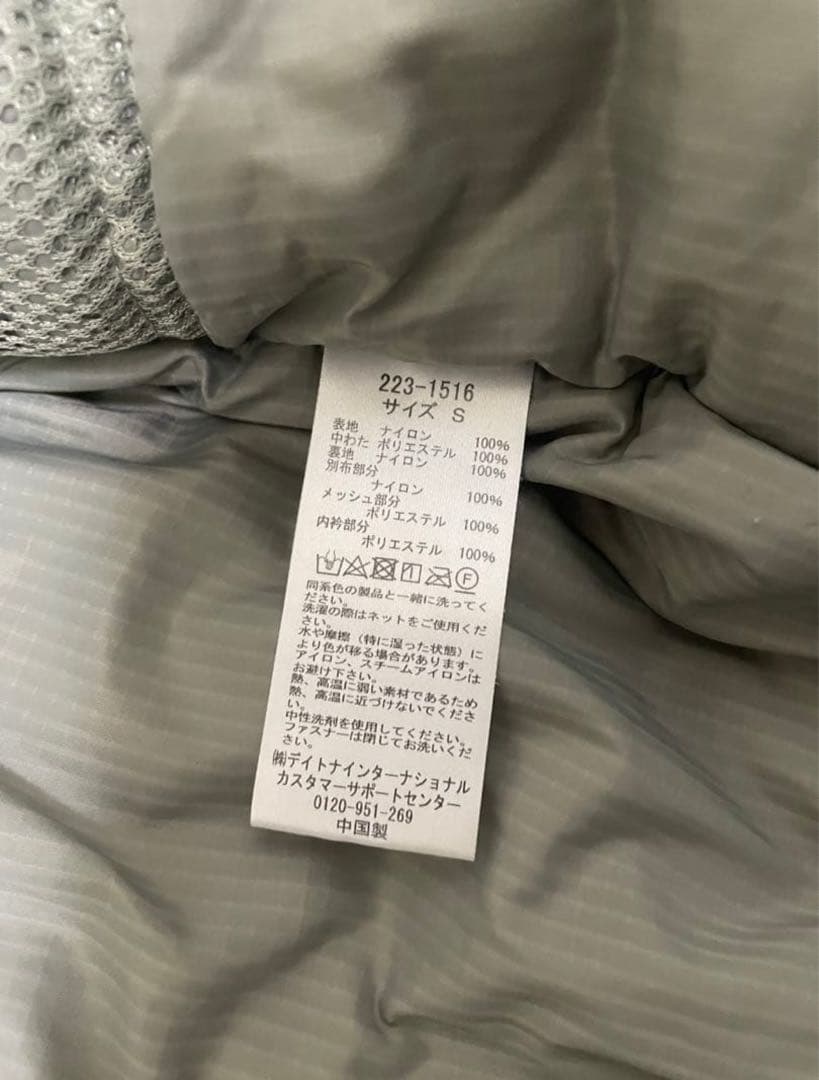 223-1516
サイズ S
表地 ナイロン 100%
中わた ポリエステル 100%
裏地 ナイロン 100%
別布部分
ナイロン 100%
メッシュ部分
ポリエステル 100%
内衿部分
ポリエステル 100%
F
同系色の製品と一緒に洗ってく
ださい。
洗濯の際はネットをご使用くだ
さい。
水や摩擦（特に湿った状態）に
より色が移る場合があります。
アイロン、スチームアイロンは
お避け下さい。
熱、高温に弱い素材であるため
熱、高温に近づけないでくださ
い。
中性洗剤を使用してください。
ファスナーは閉じてお洗いくだ
さい。
㈱デイトナインターナショナル
カスタマーサポートセンター
0120-951-269
中国製